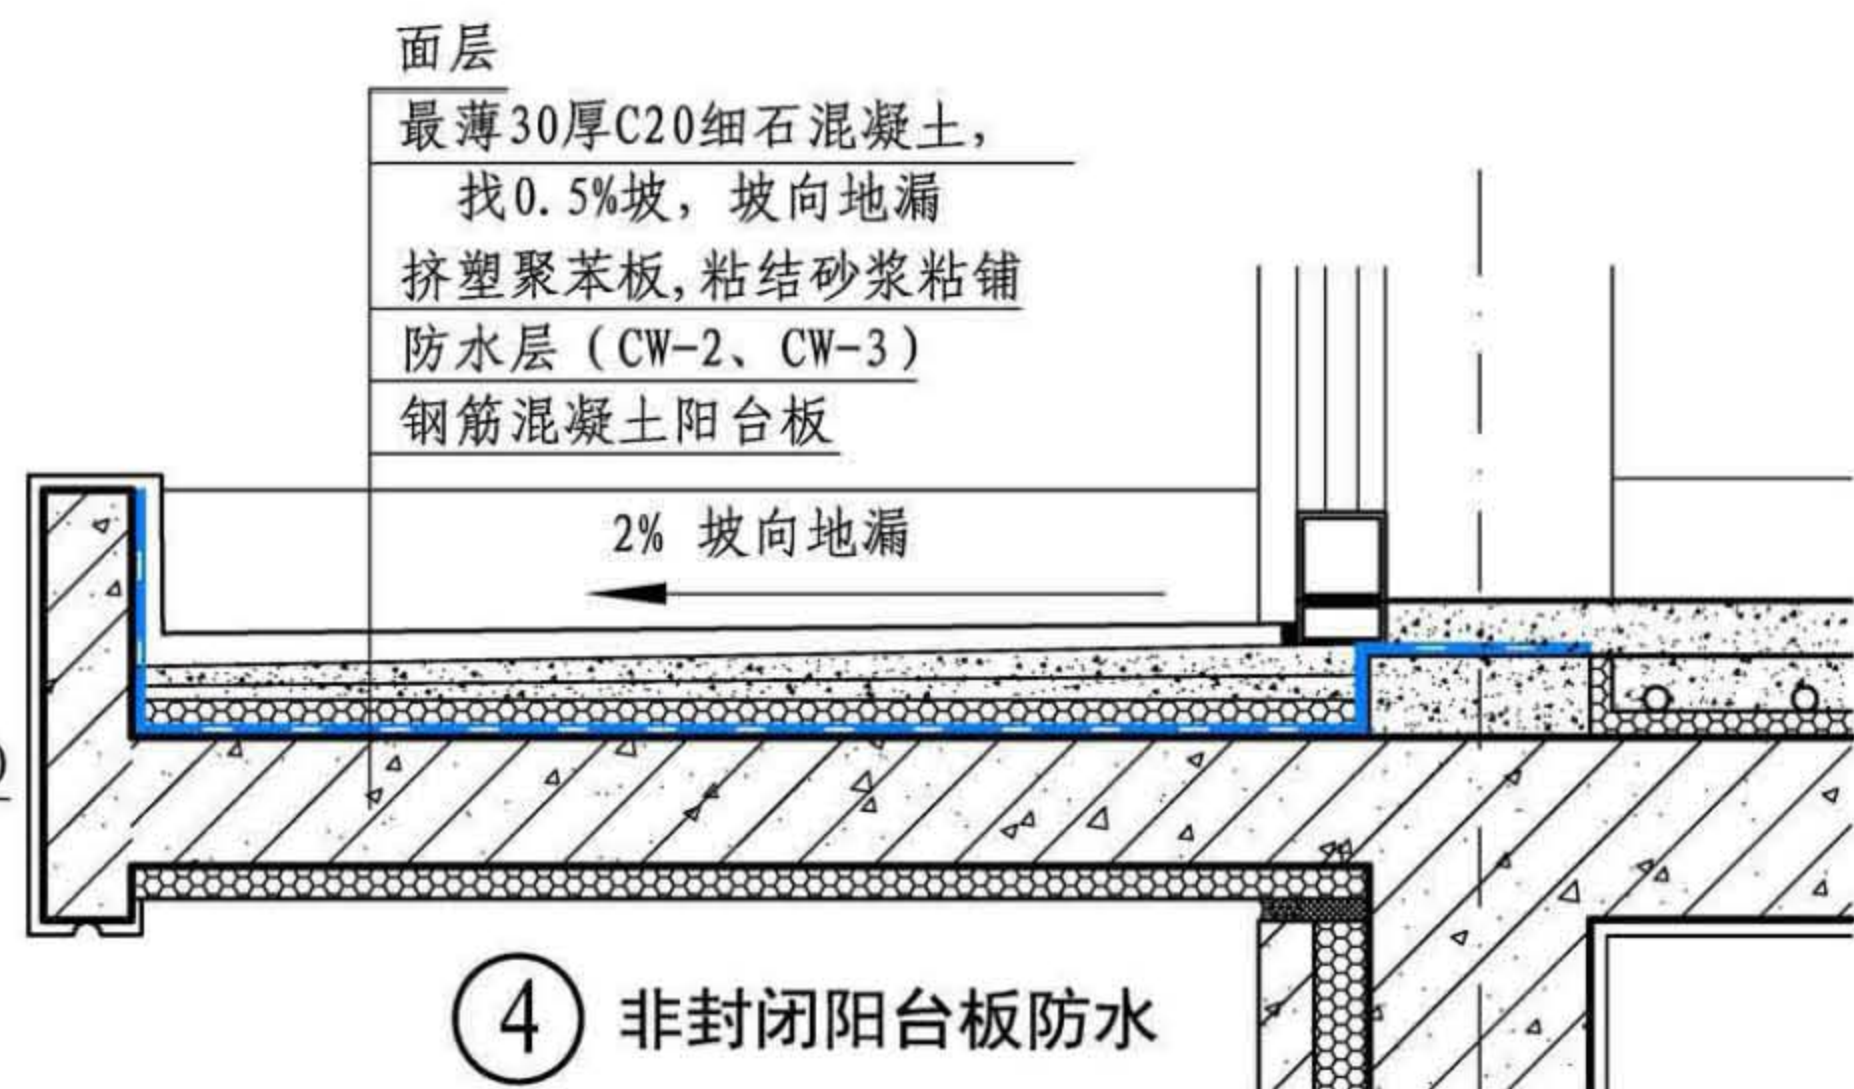 面层
最薄30厚C20细石混凝土,
找0.5%坡, 坡向地漏
挤塑聚苯板,粘结砂浆粘铺
防水层(CW-2、CW-3)
钢筋混凝土阳台板
2% 坡向地漏
4 非封闭阳台板防水